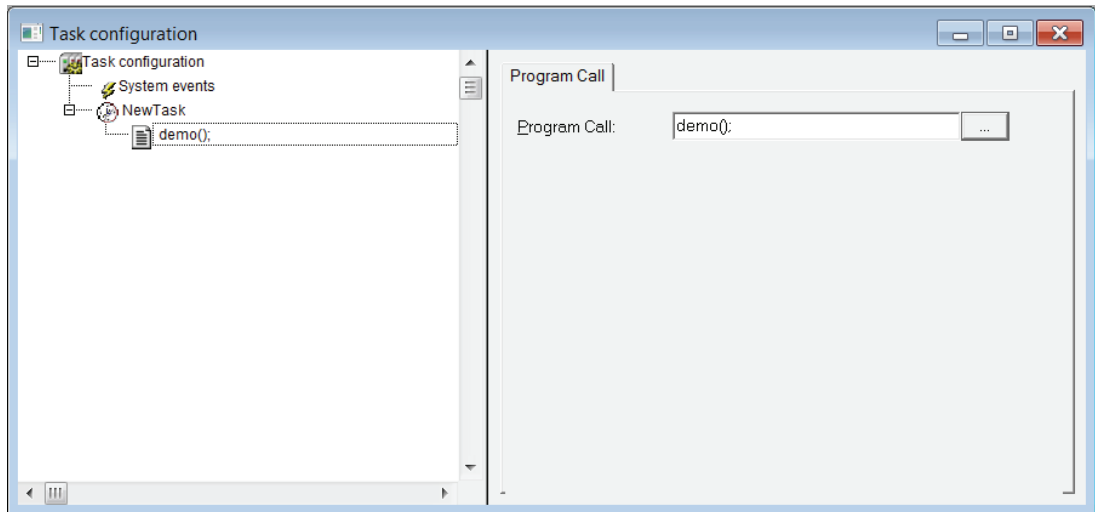 Task configuration
Task configuration
System events
NewTask
demo();
Program Call
Program Call:
demo();
...